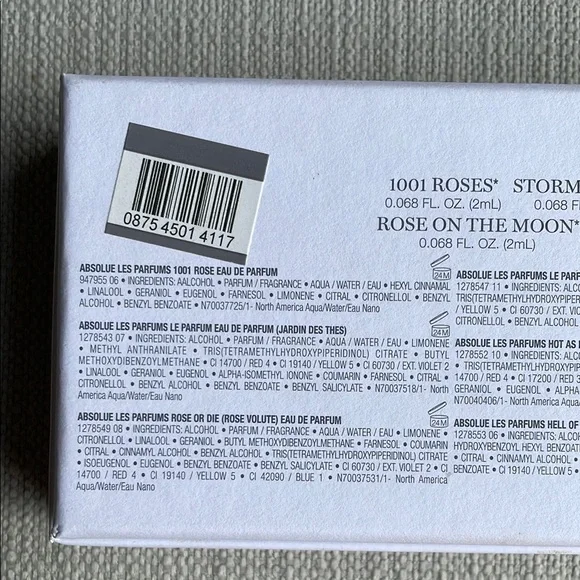 0875 4501 4117
1001 ROSES* STORM
0.068 FL. OZ. (2mL) 0.068 F
ROSE ON THE MOON*
0.068 FL. OZ. (2mL)
ABSOLUE LES PARFUMS 1001 ROSE EAU DE PARFUM
947955 06 • INGREDIENTS: AALCOHOL • PARFUM / FRAGRANCE • AQUA / WATER / EAU • HEXYL CINNAMAL
• LINALOOL • GERANIOL • EUGENOL • FARNESOL • LIMONENE • CITRAL • CITRONELLOL • BENZYL
ALCOHOL • BENZYL BENZOATE • N70037725/1- North America Aqua/Water/Eau Nano
24M
ABSOLUE LES PARFUMS LE PARFUM EAU DE PARFUM (JARDIN DES THES)
1278543 07 • INGREDIENTS: ALCOHOL • PARFUM / FRAGRANCE • AQUA / WATER / EAU • LIMONENE
• METHYL ANTHRANILATE • TRIS(TETRAMETHYLHYDROXYPIPERIDINOL) CITRATE • BUTYL
METHOXYDIBENZOYLMETHANE • CI 14700 / RED 4 • CI 19140 / YELLOW 5 • CI 60730 / EXT. VIOLET 2
• LINALOOL • GERANIOL • EUGENOL • ALPHA-ISOMETHYL IONONE • COUMARIN • FARNESOL • CITRAL •
CITRONELLOL • BENZYL ALCOHOL • BENZYL BENZOATE • BENZYL SALICYLATE • N70037518/1- North
America Aqua/Water/Eau Nano
24M
ABSOLUE LES PARFUMS ROSE OR DIE (ROSE VOLUTE) EAU DE PARFUM
1278549 08 • INGREDIENTS: ALCOHOL • PARFUM / FRAGRANCE • AQUA / WATER / EAU • LIMONENE •
CITRONELLOL • LINALOOL • GERANIOL • BUTYL METHOXYDIBENZOYLMETHANE • FARNESOL • COUMARIN
• CITRAL • CINNAMYL ALCOHOL • BENZYL ALCOHOL • TRIS(TETRAMETHYLHYDROXYPIPERIDINOL) CITRATE
• ISOEUGENOL • EUGENOL • BENZYL BENZOATE • BENZYL SALICYLATE • CI 60730 / EXT. VIOLET 2 • CI
14700 / RED 4 • CI 19140 / YELLOW 5 • CI 42090 / BLUE 1 • N70037531/1- North America
Aqua/Water/Eau Nano
24M
ABSOLUE LES PARFUMS LE PARF
1278547 11 • INGREDIENTS: ALCO
TRIS(TETRAMETHYLHYDROXYPIPER
/ YELLOW 5 • CI 60730 / EXT. VIO
CITRONELLOL • BENZYL ALCOHOL
ABSOLUE LES PARFUMS HOT AS
1278552 10 • INGREDIENTS: ALCOH
TRIS(TETRAMETHYLHYDROXYPIPERI
14700 / RED 4 • CI 17200 / RED 3
EUGENOL • BENZYL ALCOHOL •
N70040406/1- North America Aqua/
ABSOLUE LES PARFUMS HELL OF
1278553 06 • INGREDIENTS: ALCOHO
HYDROXYBENZOYL HEXYL BENZOATE
CITRAL • CINNAMYL ALCOHOL •
BENZOATE • CI 19140 / YELLOW 5 •